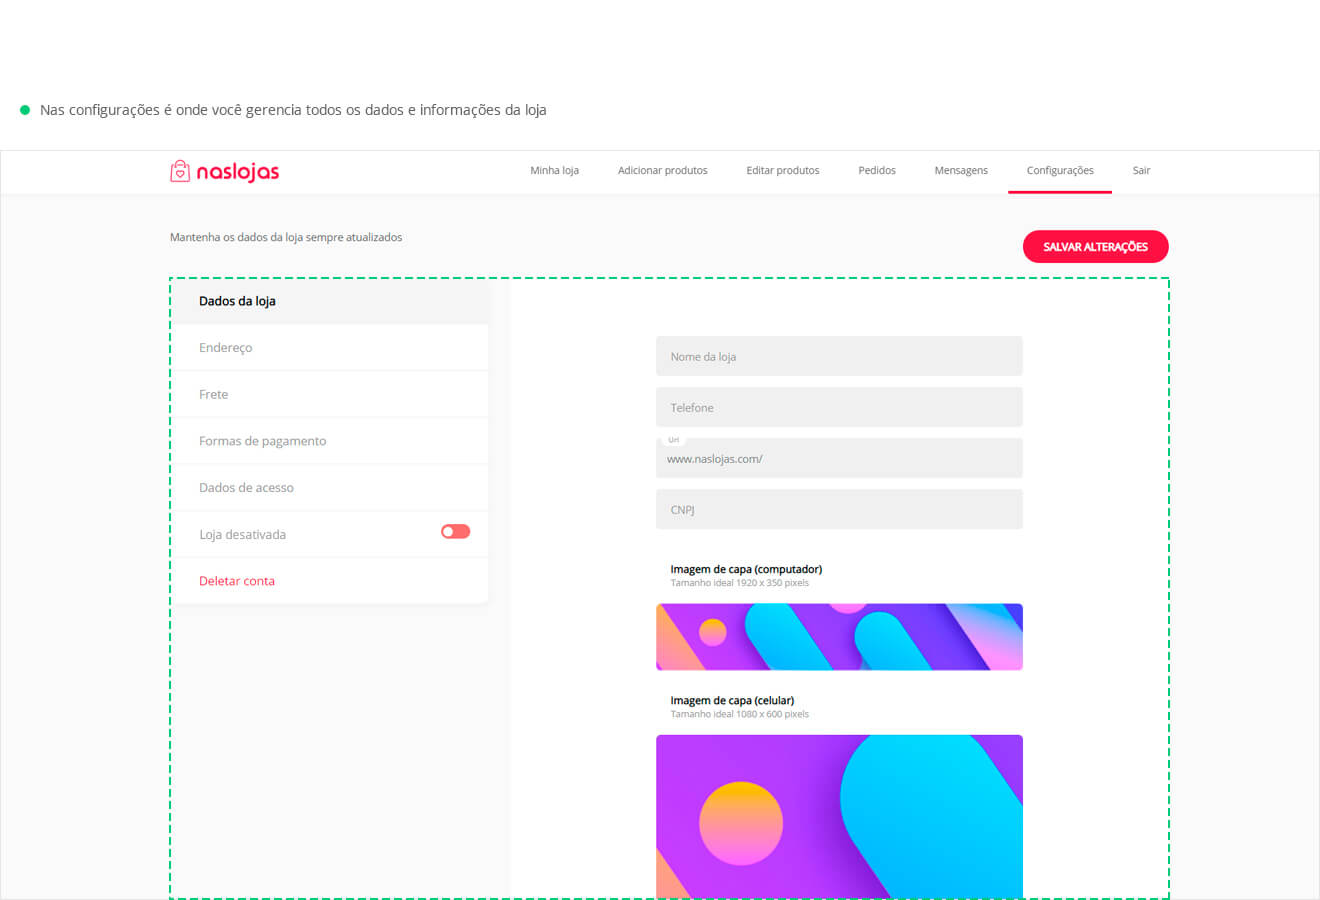 Nas configurações é onde você gerencia todos os dados e informações da loja
naslojas
Minha loja
Adicionar produtos
Editar produtos
Pedidos
Mensagens
Configurações
Sair
Mantenha os dados da loja sempre atualizados
SALVAR ALTERAÇÕES
Dados da loja
Endereço
Frete
Formas de pagamento
Dados de acesso
Loja desativada
Deletar conta
Nome da loja
Telefone
Url
www.naslojas.com/
CNPJ
Imagem de capa (computador)
Tamanho ideal 1920 x 350 pixels
Imagem de capa (celular)
Tamanho ideal 1080 x 600 pixels